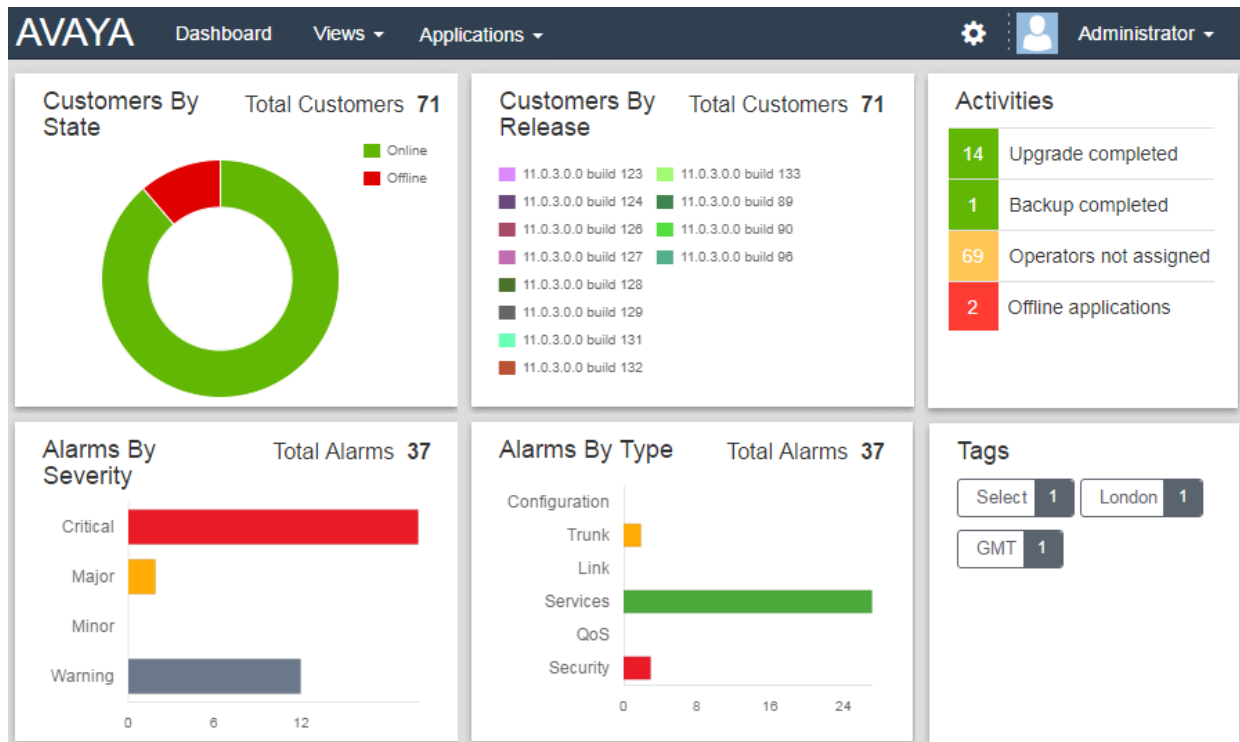 AVAYA Dashboard Views Applications Administrator
Customers By State
Total Customers 71
Online
Offline
Customers By Release
Total Customers 71
11.0.3.0.0 build 123
11.0.3.0.0 build 124
11.0.3.0.0 build 126
11.0.3.0.0 build 127
11.0.3.0.0 build 128
11.0.3.0.0 build 129
11.0.3.0.0 build 131
11.0.3.0.0 build 132
11.0.3.0.0 build 133
11.0.3.0.0 build 89
11.0.3.0.0 build 90
11.0.3.0.0 build 96
Activities
14 Upgrade completed
1 Backup completed
69 Operators not assigned
2 Offline applications
Alarms By Severity
Total Alarms 37
Critical
Major
Minor
Warning
0 6 12
Alarms By Type
Total Alarms 37
Configuration
Trunk
Link
Services
QoS
Security
0 8 16 24
Tags
Select 1
London 1
GMT 1